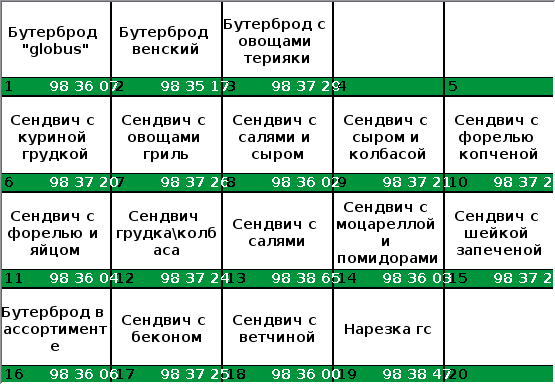 Бутерброд "globus"
Бутерброд венский
Бутерброд с овощами терияки
1 98 36 07
2 98 35 17
3 98 37 29
4
5
Сендвич с куриной грудкой
Сендвич с овощами гриль
Сендвич с салями и сыром
Сендвич с сыром и колбасой
Сендвич с форелью копченой
6 98 37 20
7 98 37 26
8 98 36 02
9 98 37 21
10 98 37 2
Сендвич с форелью и яйцом
Сендвич грудка\колбаса
Сендвич с салями
Сендвич с моцареллой и помидорами
Сендвич с шейкой запеченой
11 98 36 04
12 98 37 24
13 98 38 65
14 98 36 03
15 98 37 2
Бутерброд в ассортименте
Сендвич с беконом
Сендвич с ветчиной
Нарезка гс
16 98 36 06
17 98 37 25
18 98 36 00
19 98 38 47
20